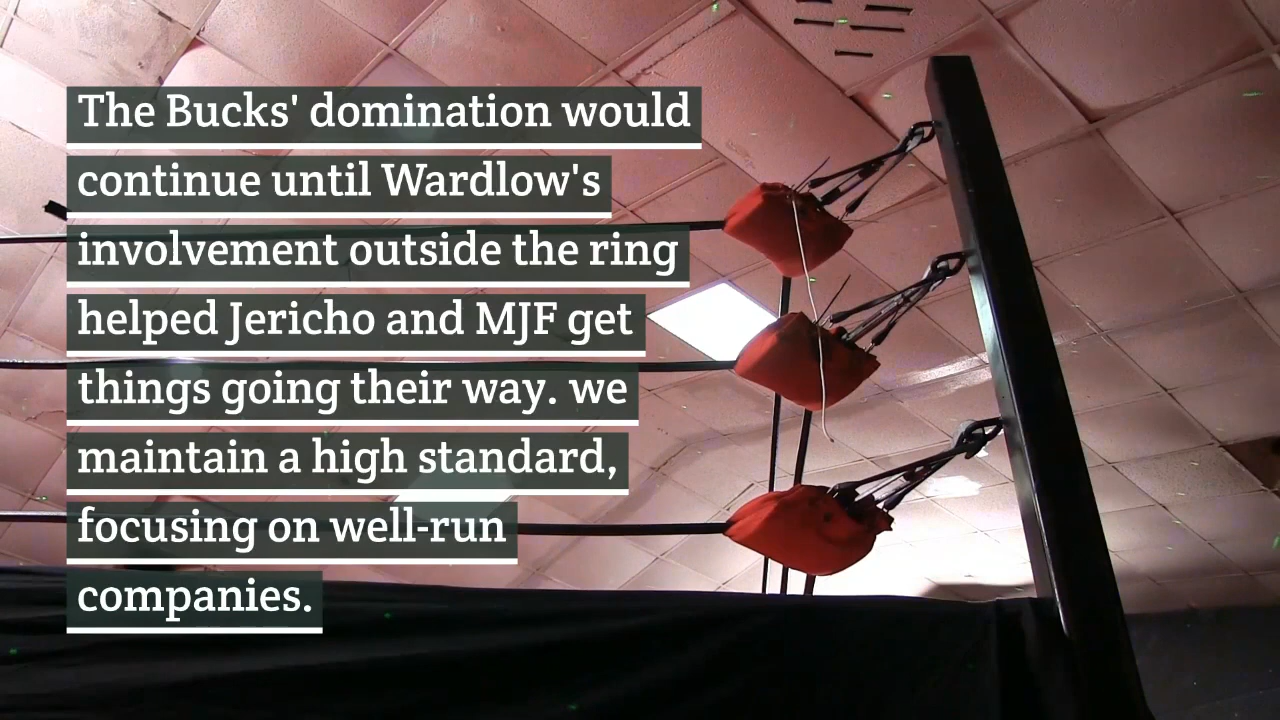 The Bucks' domination would
continue until Wardlow's
involvement outside the ring
helped Jericho and MJF get
things going their way. we
maintain a high standard,
focusing on well-run
companies.